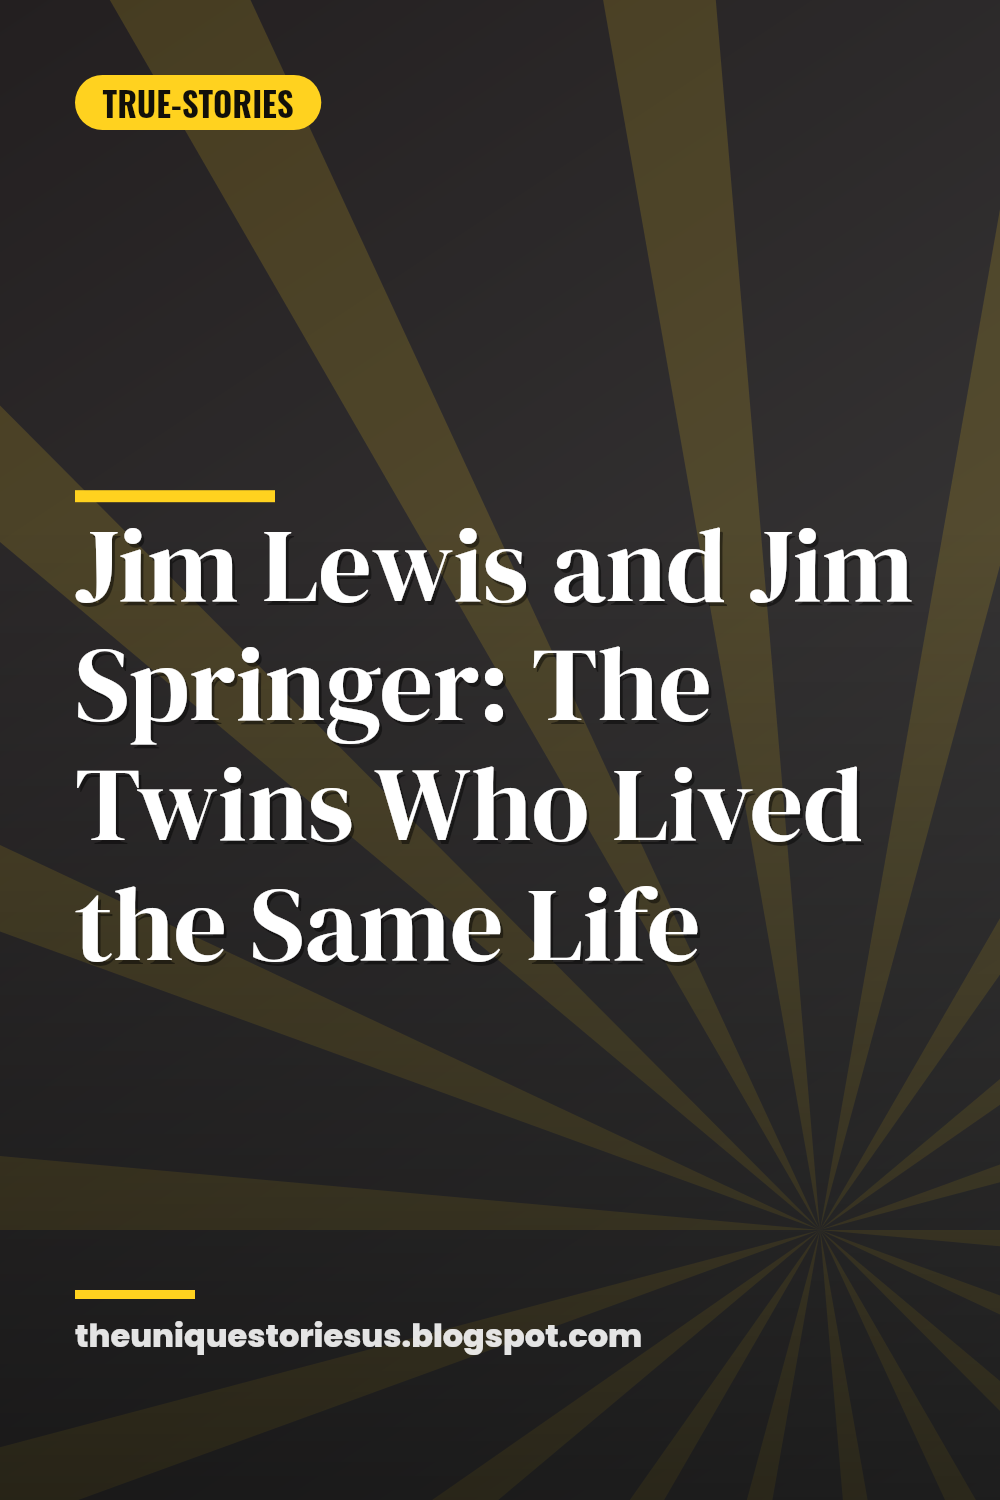 TRUE-STORIES
Jim Lewis and Jim
Springer: The
Twins Who Lived
the Same Life
theuniquestoriesus.blogspot.com